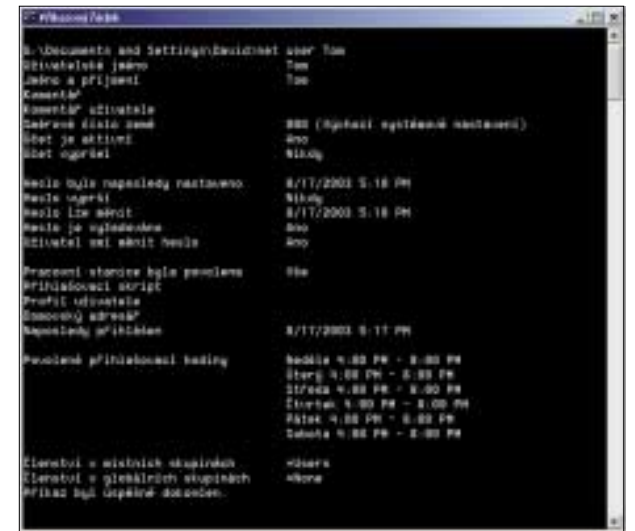 Příkazový řádek
G:\Documents and Settings\David>net user Tom
Uživatelské jméno Tom
Jméno a příjmení Tom
Komentář
Komentář uživatele
Směrové číslo země 000 (Výchozí systémové nastavení)
Účet je aktivní Ano
Účet vyprší Nikdy
Heslo bylo naposledy nastaveno 8/17/2003 5:10 PM
Heslo vyprší Nikdy
Heslo lze měnit 8/17/2003 5:10 PM
Heslo je vyžadováno Ano
Uživatel smí měnit heslo Ano
Pracovní stanice byla povolena Vše
Přihlašovací skript
Profil uživatele
Domovský adresář
Naposledy přihlášen 8/17/2003 5:17 PM
Povolené přihlašovací hodiny Neděle 4:00 PM - 8:00 PM
Úterý 4:00 PM - 8:00 PM
Středa 4:00 PM - 8:00 PM
Čtvrtek 4:00 PM - 8:00 PM
Pátek 4:00 PM - 8:00 PM
Sobota 4:00 PM - 8:00 PM
Členství v místních skupinách *Users
Členství v globálních skupinách *None
Příkaz byl úspěšně dokončen.